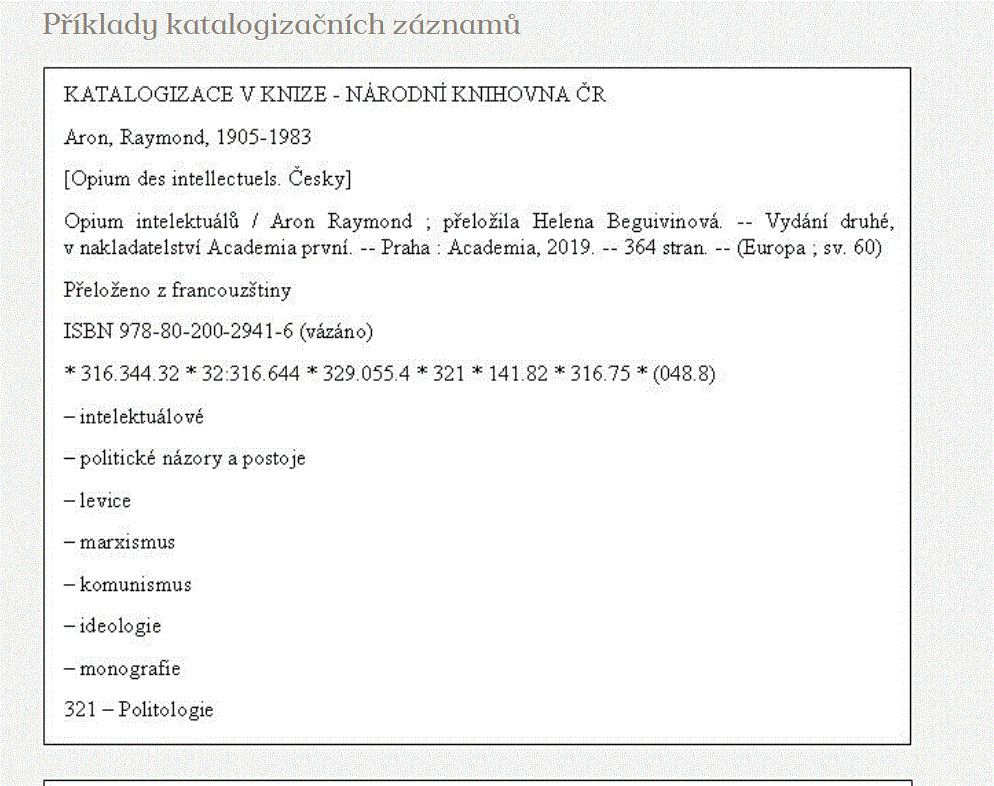 Příklady katalogizačních záznamů
KATALOGIZACE V KNIZE - NÁRODNÍ KNIHOVNA ČR
Aron, Raymond, 1905-1983
[Opium des intellectuels. Česky]
Opium intelektuálů / Aron Raymond ; přeložila Helena Beguivinová. -- Vydání druhé,
v nakladatelství Academia první. -- Praha : Academia, 2019. -- 364 stran. -- (Europa ; sv. 60)
Přeloženo z francouzštiny
ISBN 978-80-200-2941-6 (vázáno)
* 316.344.32 * 32:316.644 * 329.055.4 * 321 * 141.82 * 316.75 * (048.8)
– intelektuálové
– politické názory a postoje
– levice
– marxismus
– komunismus
– ideologie
– monografie
321 – Politologie